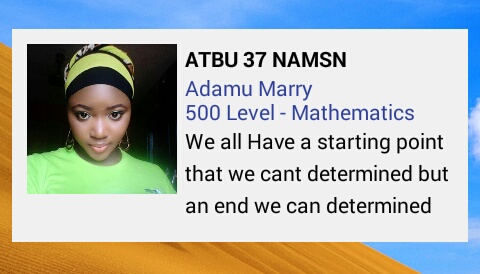 ATBU 37 NAMSN
Adamu Marry
500 Level - Mathematics
We all Have a starting point
that we cant determined but
an end we can determined